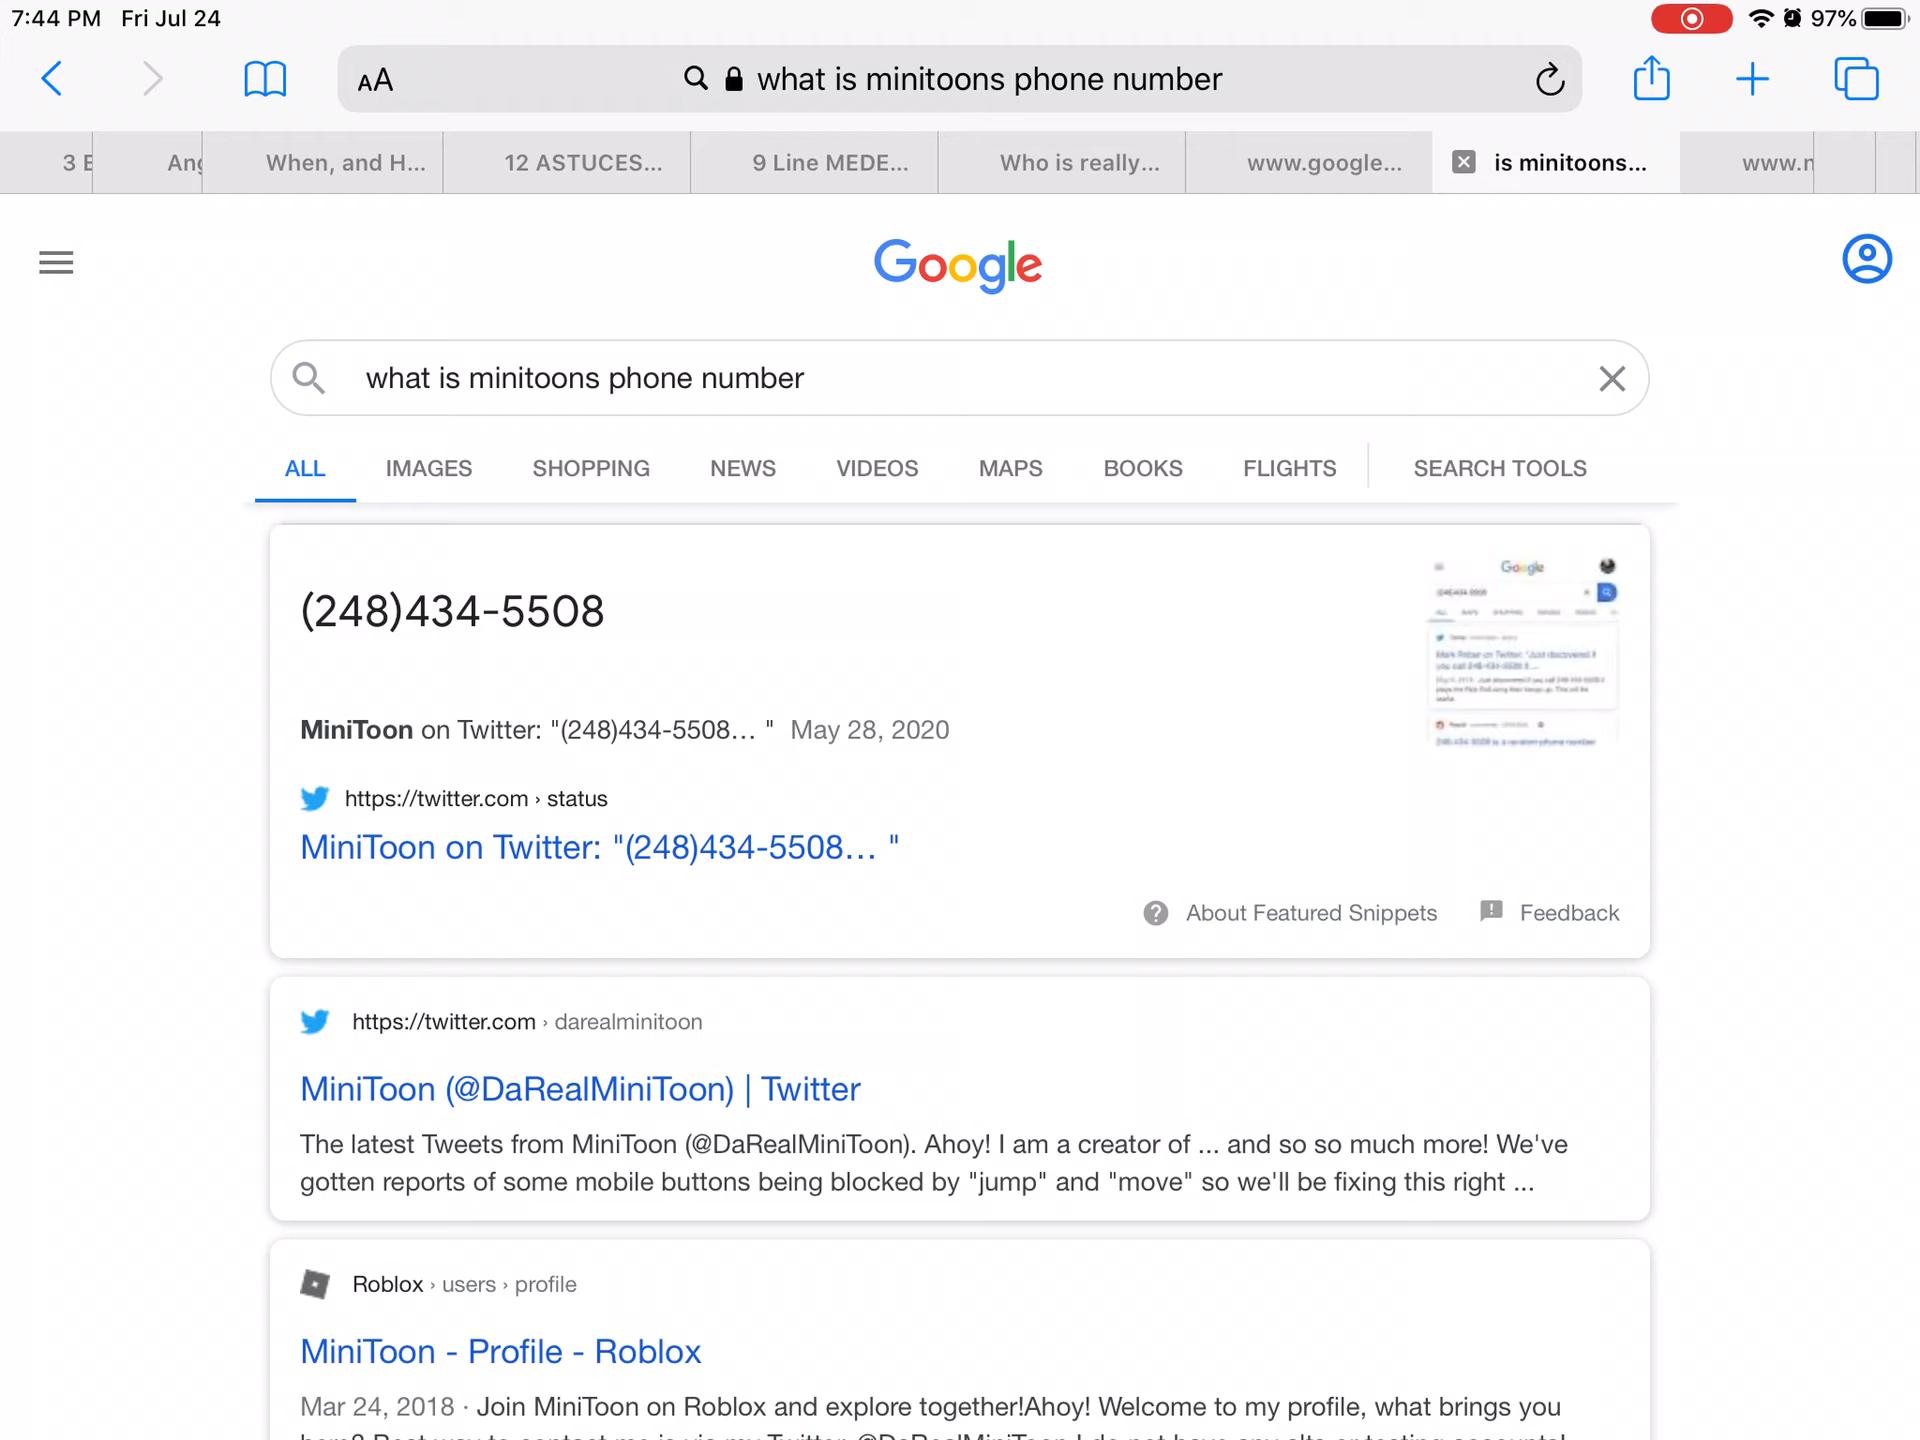 7:44 PM Fri Jul 24
97%
AA
what is minitoons phone number
3 E
Ang
When, and H...
12 ASTUCES...
9 Line MEDE...
Who is really...
www.google...
is minitoons...
www.n
Google
what is minitoons phone number
ALL IMAGES SHOPPING NEWS VIDEOS MAPS BOOKS FLIGHTS SEARCH TOOLS
(248)434-5508
Google
MiniToon on Twitter: "(248)434-5508... " May 28, 2020
https://twitter.com › status
MiniToon on Twitter: "(248)434-5508... "
About Featured Snippets Feedback
https://twitter.com › darealminitoon
MiniToon (@DaRealMiniToon) | Twitter
The latest Tweets from MiniToon (@DaRealMiniToon). Ahoy! I am a creator of ... and so so much more! We've
gotten reports of some mobile buttons being blocked by "jump" and "move" so we'll be fixing this right ...
Roblox › users › profile
MiniToon - Profile - Roblox
Mar 24, 2018 · Join MiniToon on Roblox and explore together!Ahoy! Welcome to my profile, what brings you